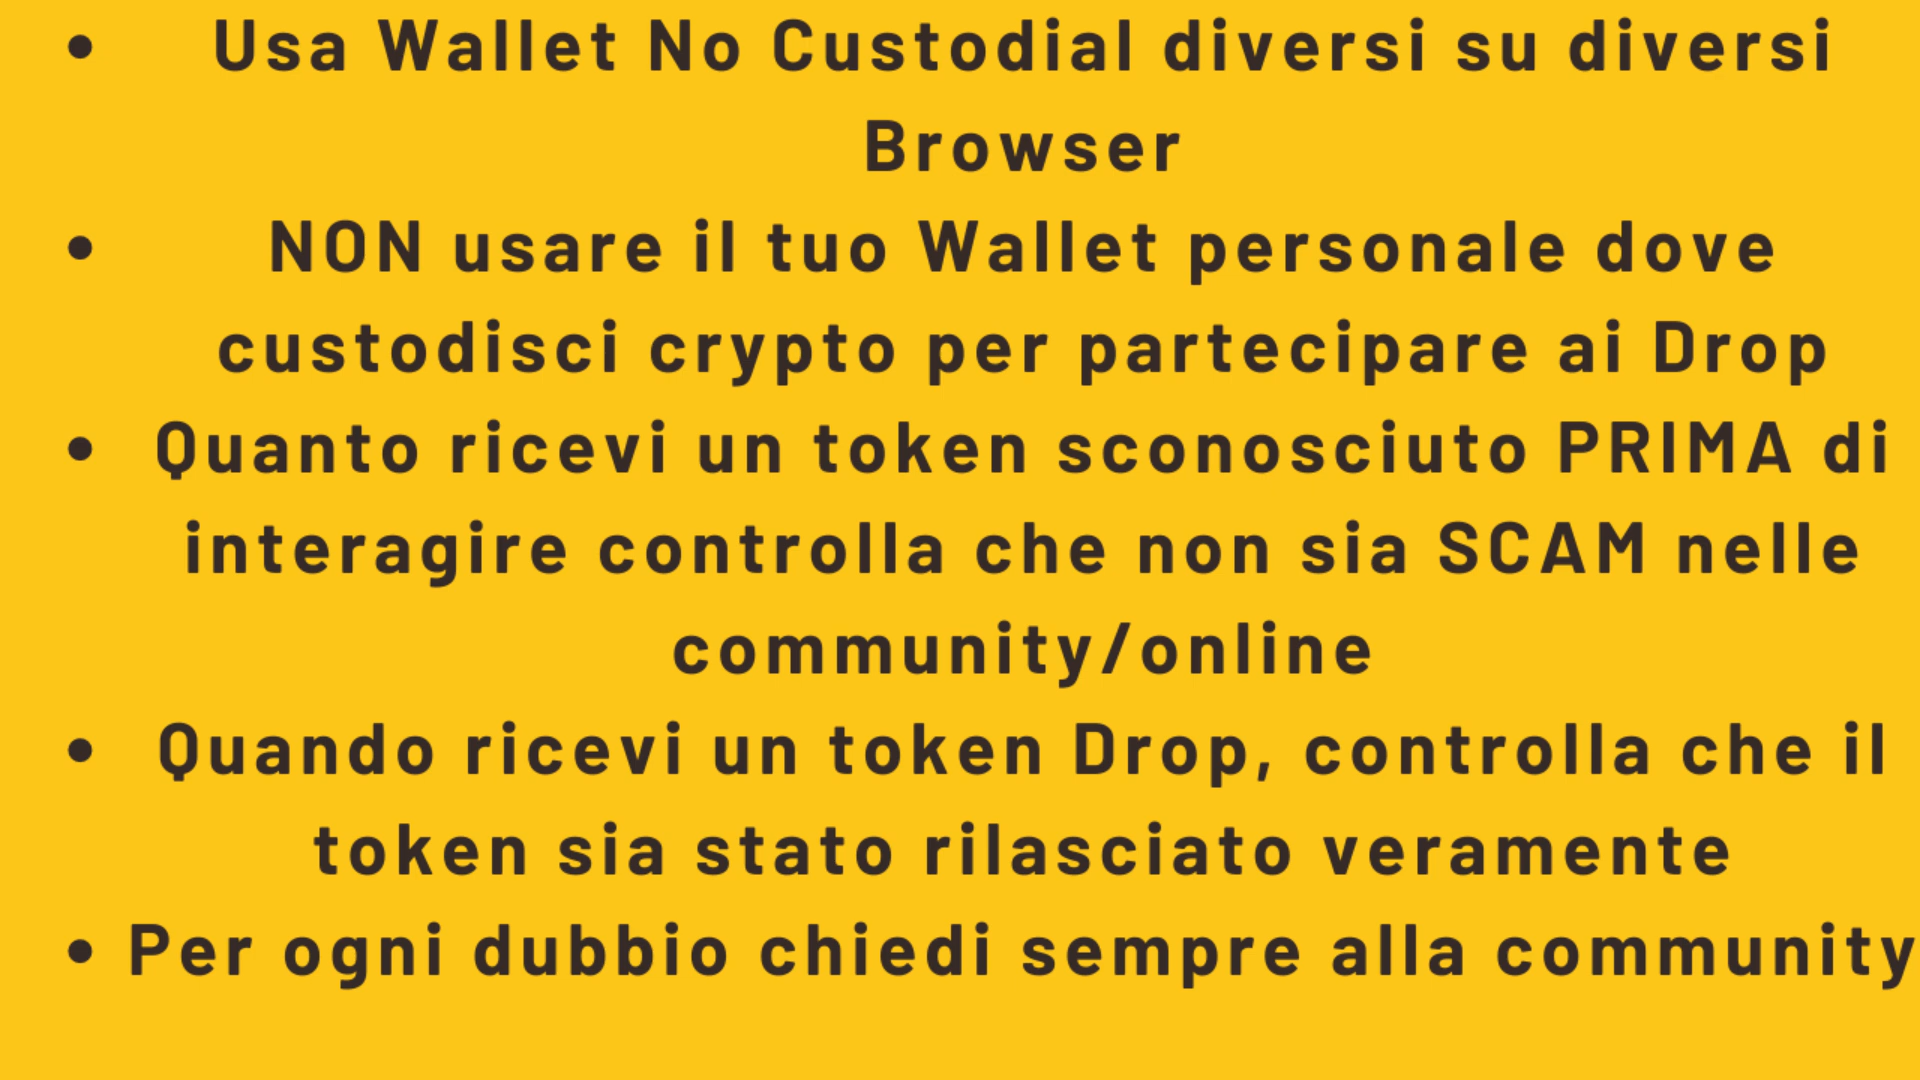 • Usa Wallet No Custodial diversi su diversi
Browser
• NON usare il tuo Wallet personale dove
custodisci crypto per partecipare ai Drop
• Quanto ricevi un token sconosciuto PRIMA di
interagire controlla che non sia SCAM nelle
community/online
• Quando ricevi un token Drop, controlla che il
token sia stato rilasciato veramente
• Per ogni dubbio chiedi sempre alla community